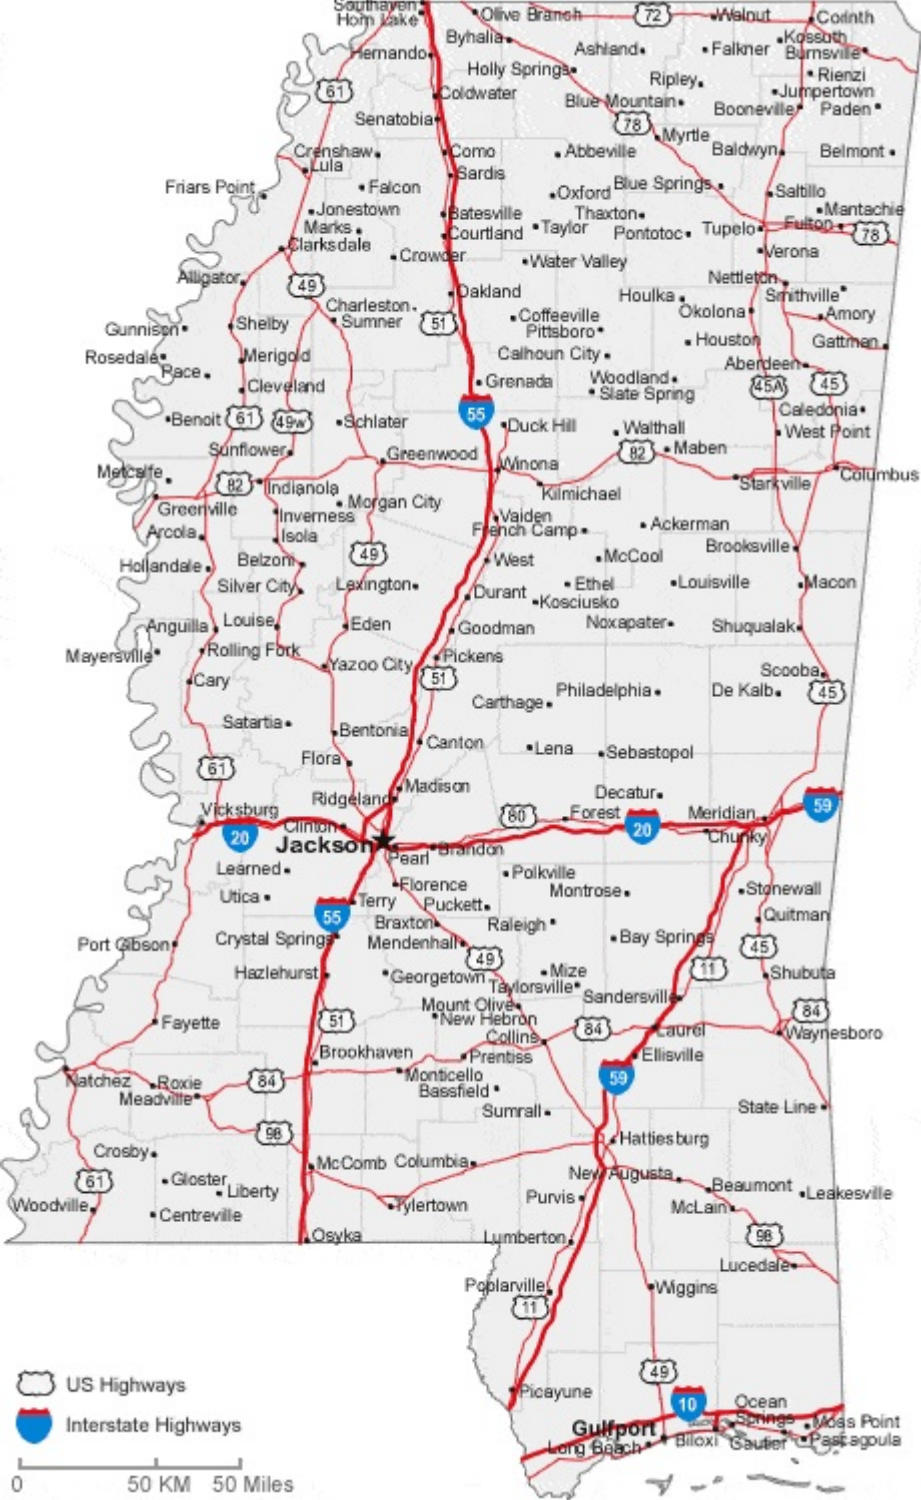 Southaven
Horn Lake
Olive Branch
72
Walnut
Corinth
Hernando
Byhalia
Ashland
Falkner
Kossuth
Burnsville
Holly Springs
Ripley
Rienzi
Jumpertown
61
Coldwater
Blue Mountain
Booneville
Paden
Senatobia
78
Myrtle
Crenshaw
Como
Abbeville
Baldwyn
Belmont
Lula
Sardis
Friars Point
Falcon
Oxford
Blue Springs
Saltillo
Jonestown
Batesville
Thaxton
Mantachie
Marks
Courtland
Taylor
Pontotoc
Tupelo
Fulton
78
Clarksdale
Crowder
Water Valley
Verona
Alligator
49
Oakland
Nettleton
Houlka
Smithville
Charleston
Sumner
51
Coffeeville
Okolona
Amory
Gunnison
Shelby
Pittsboro
Houston
Gattman
Rosedale
Merigold
Calhoun City
Aberdeen
Pace
Cleveland
Grenada
Woodland
Slate Spring
45A
45
Benoit
61
49w
Schlater
55
Duck Hill
Walthall
Caledonia
West Point
Sunflower
Greenwood
Winona
82
Maben
Metcalfe
82
Indianola
Kilmichael
Starkville
Columbus
Greenville
Morgan City
Inverness
Vaiden
French Camp
Ackerman
Arcola
Isola
Brooksville
Hollandale
Belzoni
49
West
McCool
Silver City
Lexington
Durant
Ethel
Louisville
Macon
Kosciusko
Anguilla
Louise
Eden
Goodman
Noxapater
Shuqualak
Mayersville
Rolling Fork
Yazoo City
Pickens
Scooba
Cary
51
Carthage
Philadelphia
De Kalb
45
Satartia
Bentonia
Canton
Lena
Sebastopol
61
Flora
Madison
Decatur
Vicksburg
Ridgeland
80
Forest
Meridian
59
20
Clinton
20
Chunky
Jackson
Pearl
Brandon
Learned
Polkville
Utica
Florence
Montrose
Stonewall
55
Terry
Puckett
Quitman
Port Gibson
Crystal Springs
Braxton
Raleigh
Bay Springs
45
Mendenhall
49
11
Hazlehurst
Georgetown
Mize
Shubuta
Taylorsville
Sandersville
Fayette
51
Mount Olive
New Hebron
84
84
Collins
Laurel
Waynesboro
Brookhaven
Prentiss
Ellisville
Natchez
Roxie
84
Monticello
59
Meadville
Bassfield
Sumrall
State Line
98
Hattiesburg
Crosby
McComb
Columbia
New Augusta
61
Gloster
Liberty
Beaumont
Leakesville
Woodville
Centreville
Tylertown
Purvis
McLain
Osyka
Lumberton
98
Lucedale
Poplarville
Wiggins
11
49
Picayune
US Highways
Interstate Highways
10
Ocean
Springs
Moss Point
Gulfport
Long Beach
Biloxi
Gautier
Pascagoula
0
50 KM
50 Miles